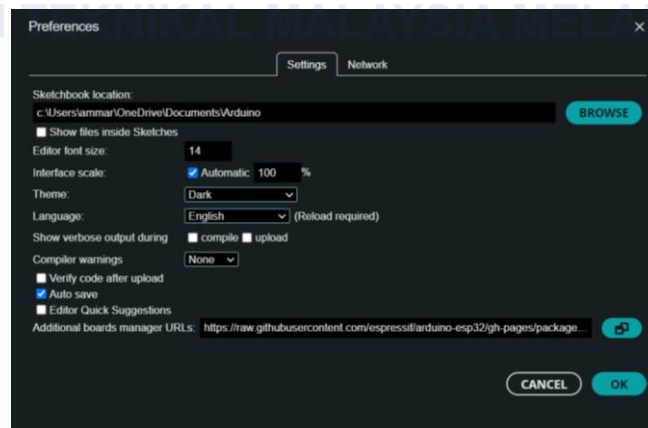 TEKNIKAL MALAYSIA MELA
Preferences
×
Settings Network
Sketchbook location:
c:\Users\ammar\OneDrive\Documents\Arduino BROWSE
Show files inside Sketches
Editor font size: 14
Interface scale: Automatic 100 %
Theme: Dark
Language: English (Reload required)
Show verbose output during compile upload
Compiler warnings None
Verify code after upload
Auto save
Editor Quick Suggestions
Additional boards manager URLs: https://raw.githubusercontent.com/espressif/arduino-esp32/gh-pages/package...
CANCEL OK